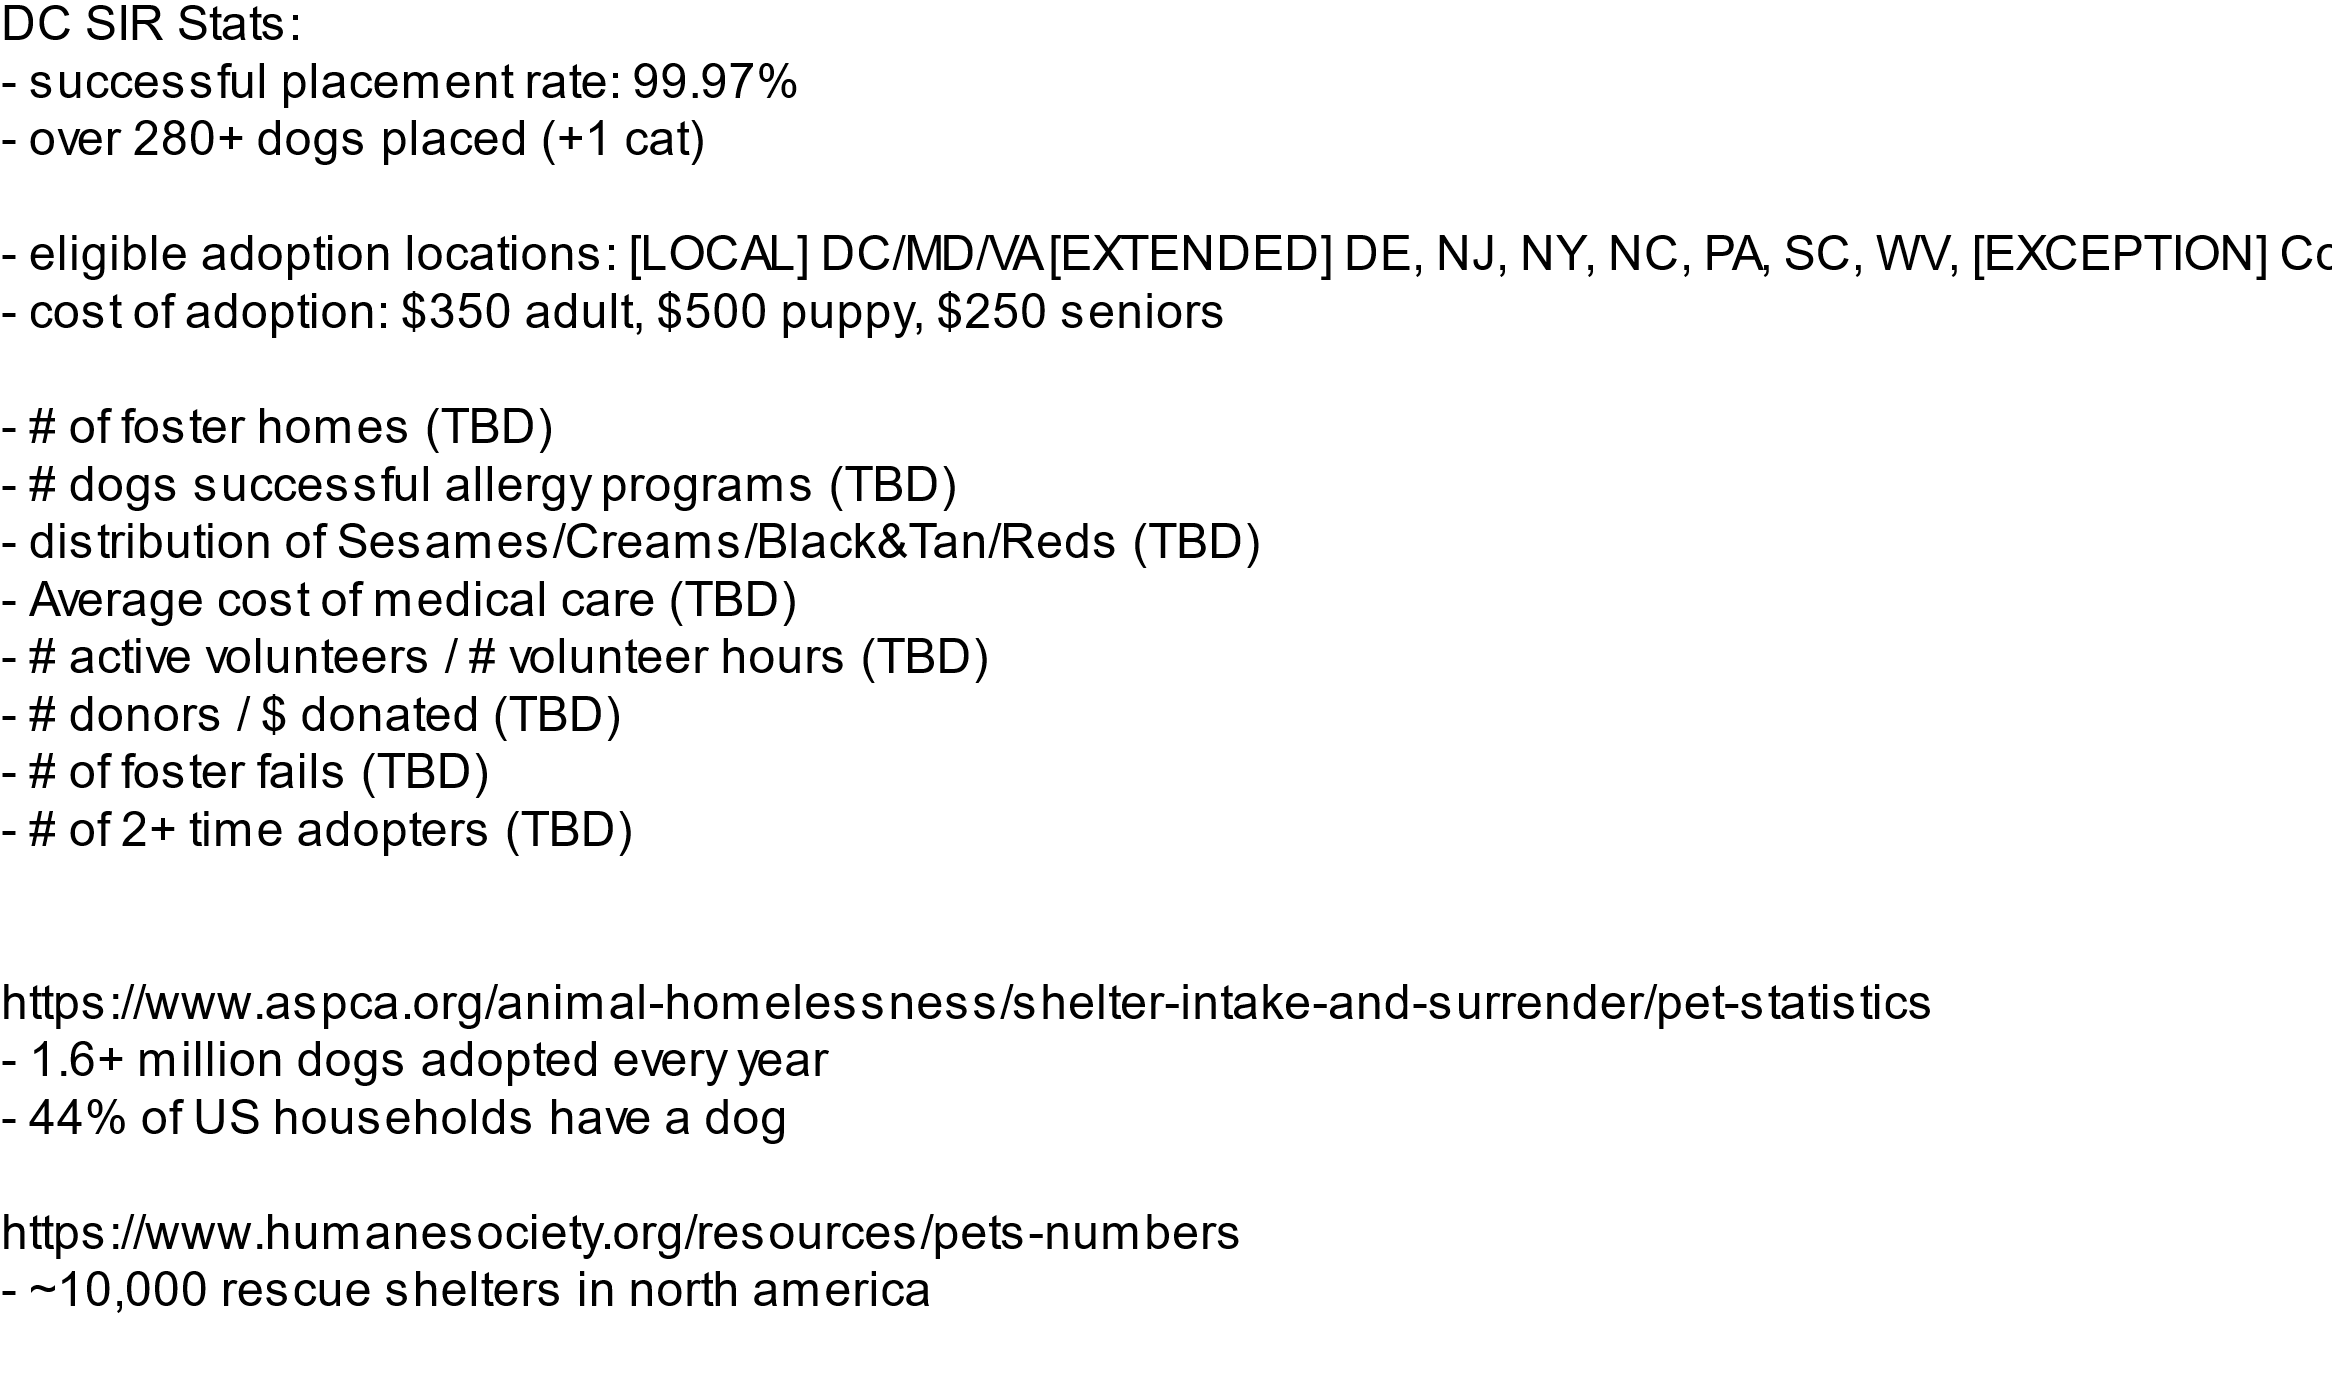 DC SIR Stats:
- successful placement rate: 99.97%
- over 280+ dogs placed (+1 cat)
- eligible adoption locations: [LOCAL] DC/MD/VA [EXTENDED] DE, NJ, NY, NC, PA, SC, WV, [EXCEPTION]
- cost of adoption: $350 adult, $500 puppy, $250 seniors
- # of foster homes (TBD)
- # dogs successful allergy programs (TBD)
- distribution of Sesames/Creams/Black&Tan/Reds (TBD)
- Average cost of medical care (TBD)
- # active volunteers / # volunteer hours (TBD)
- # donors / $ donated (TBD)
- # of foster fails (TBD)
- # of 2+ time adopters (TBD)
https://www.aspca.org/animal-homelessness/shelter-intake-and-surrender/pet-statistics
- 1.6+ million dogs adopted every year
- 44% of US households have a dog
https://www.humanesociety.org/resources/pets-numbers
- ~10,000 rescue shelters in north america